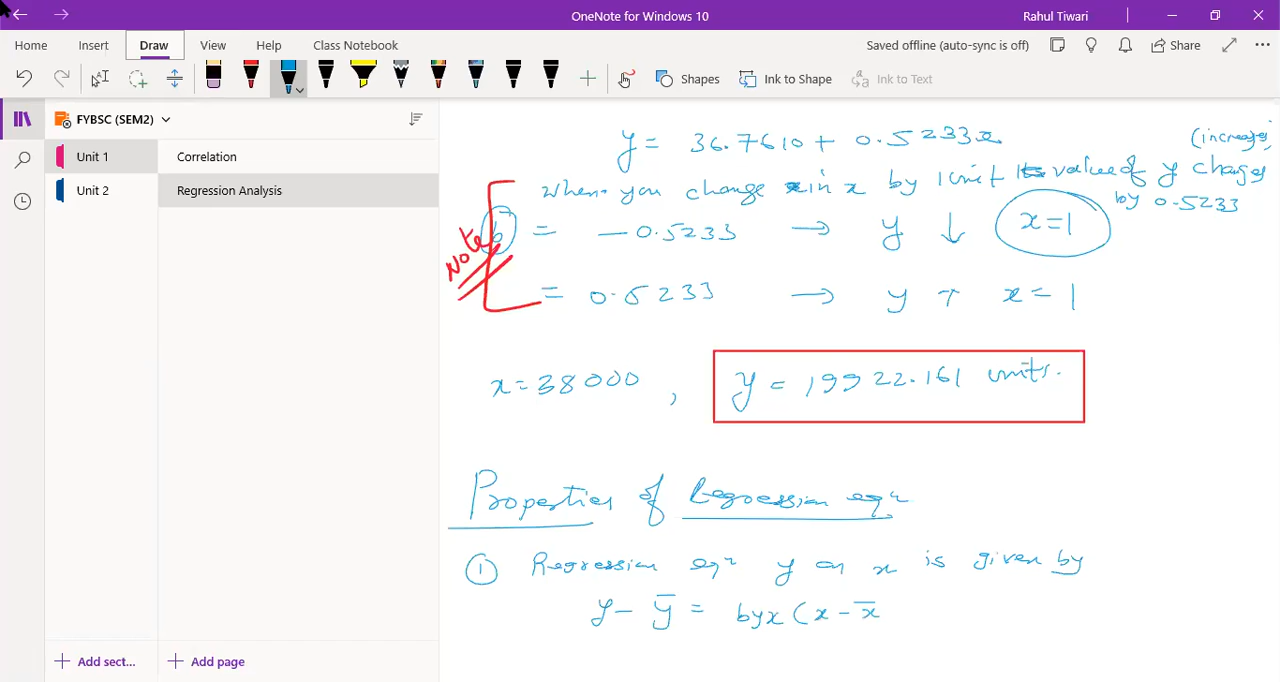 OneNote for Windows 10
Rahul Tiwari
Home Insert Draw View Help Class Notebook
Saved offline (auto-sync is off)
Share
Shapes
Ink to Shape
Ink to Text
FYBSC (SEM2)
Unit 1
Unit 2
Correlation
Regression Analysis
Add sect...
Add page
y = 36.7610 + 0.5233x
(increases)
when you change in x by 1 unit value of y changes
by 0.5233
Note
b = - 0.5233 → y ↓ x = 1
= 0.5233 → y ↑ x = 1
x = 38000 , y = 19922.161 units.
Properties of Regression eqn
① Regression eqn y on x is given by
y - ȳ = byx (x - x̄